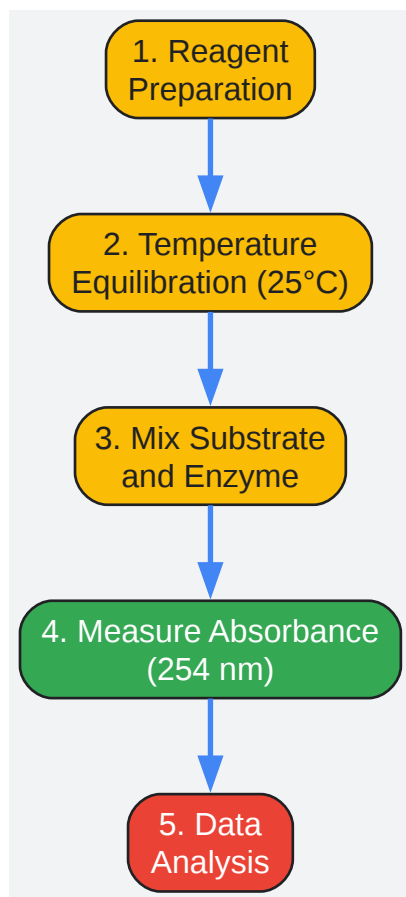 1. Reagent
Preparation
2. Temperature
Equilibration (25°C)
3. Mix Substrate
and Enzyme
4. Measure Absorbance
(254 nm)
5. Data
Analysis